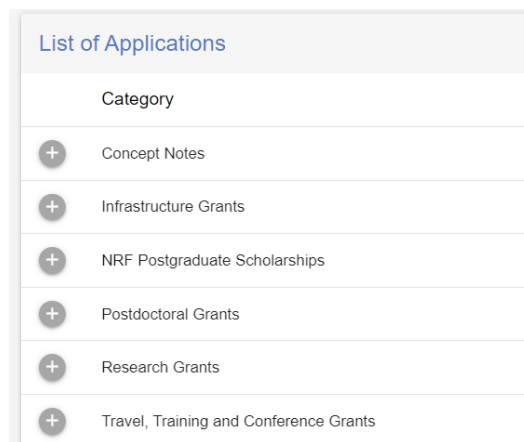 List of Applications
Category
Concept Notes
Infrastructure Grants
NRF Postgraduate Scholarships
Postdoctoral Grants
Research Grants
Travel, Training and Conference Grants